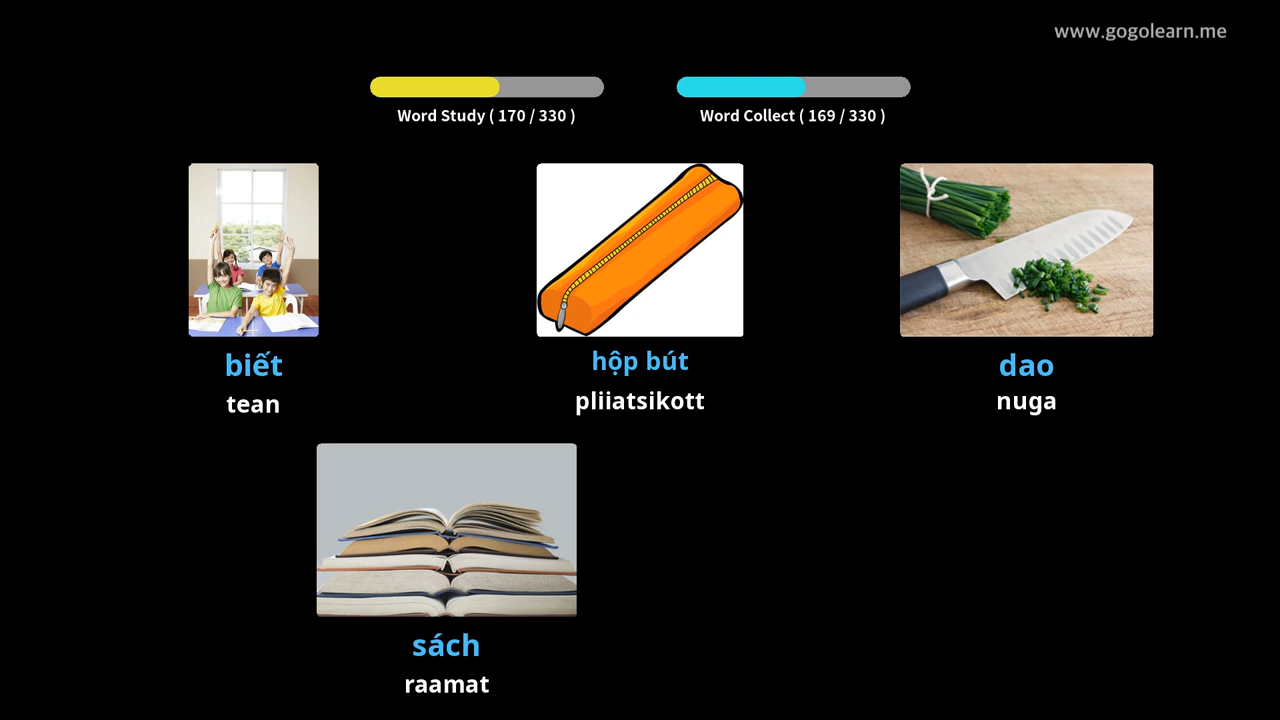 www.gogolearn.me
Word Study ( 170 / 330 )
Word Collect ( 169 / 330 )
biết
tean
hộp bút
pliiatsikott
dao
nuga
sách
raamat